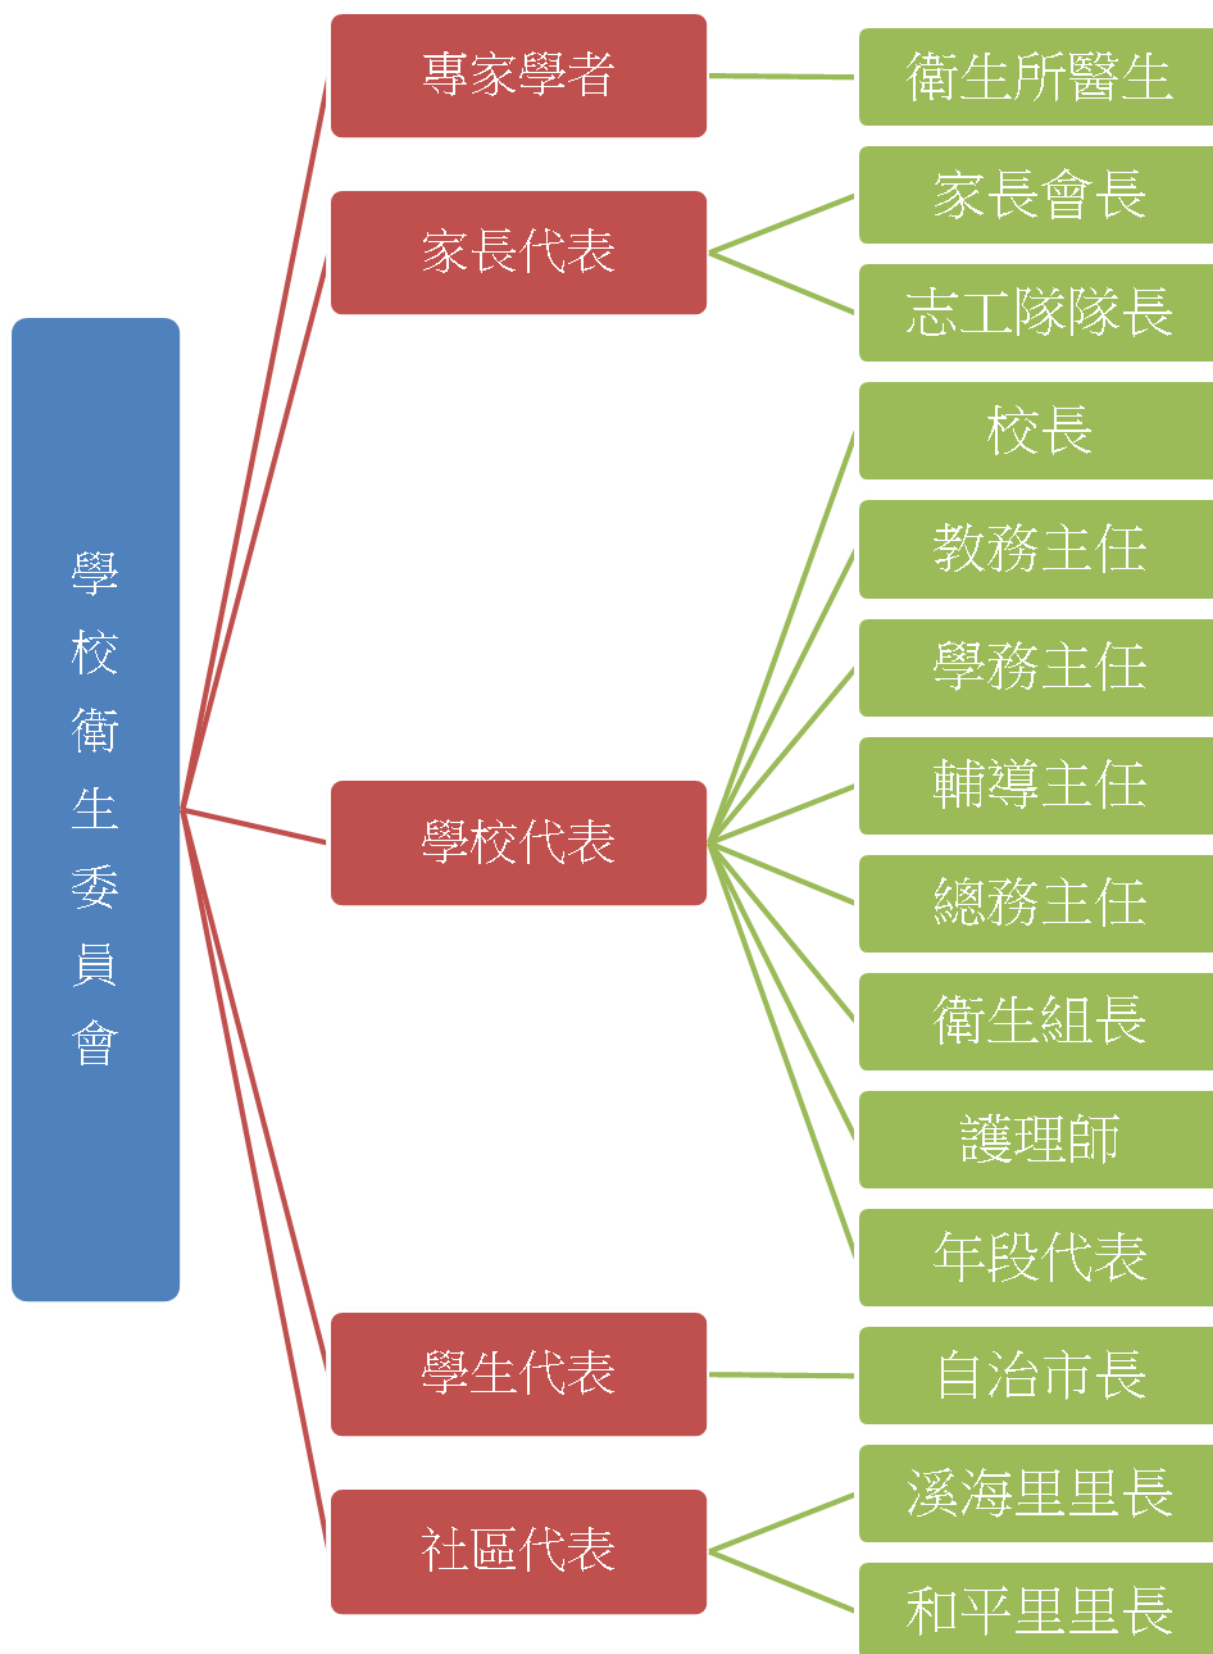 學校衛生委員會
專家學者
衛生所醫生
家長代表
家長會長
志工隊隊長
學校代表
校長
教務主任
學務主任
輔導主任
總務主任
衛生組長
護理師
年段代表
學生代表
自治市長
社區代表
溪海里里長
和平里里長